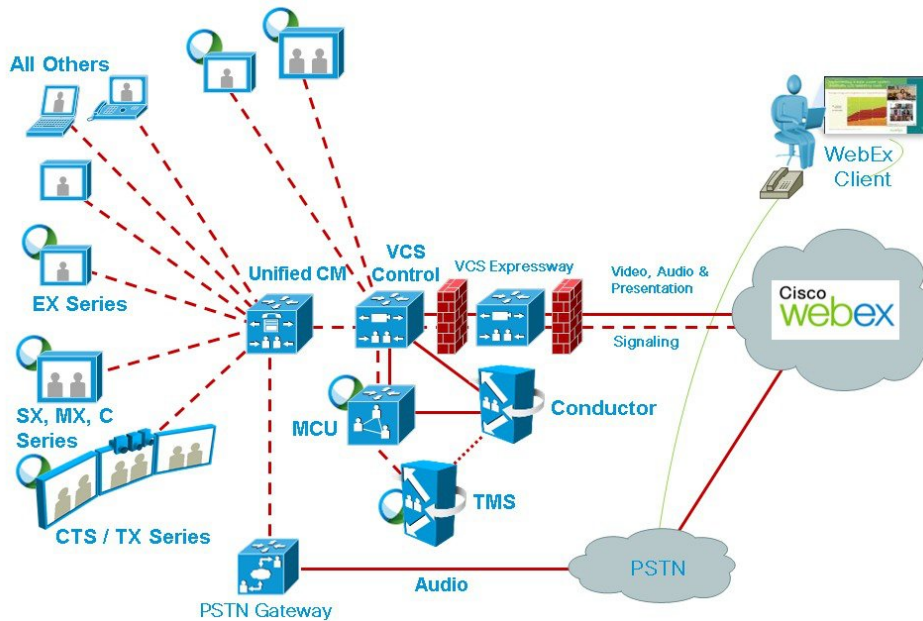 All Others
WebEx
Client
EX Series
Unified CM
VCS
Control
VCS Expressway
Video, Audio &
Presentation
Signaling
Cisco
webex
SX, MX, C
Series
MCU
Conductor
CTS / TX Series
TMS
PSTN Gateway
Audio
PSTN